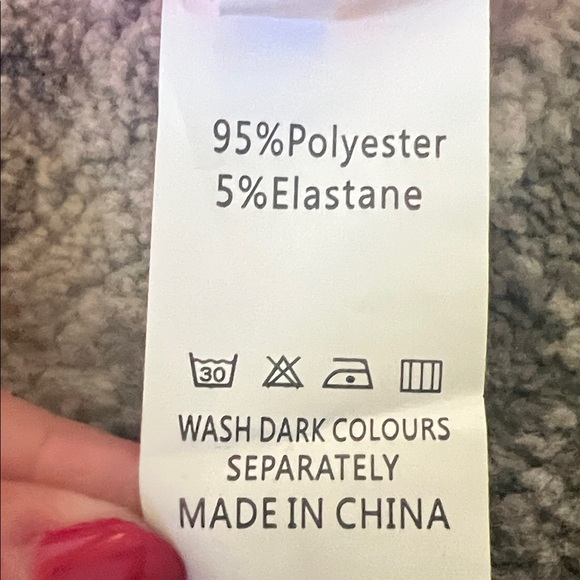 95%Polyester
5%Elastane
30
WASH DARK COLOURS
SEPARATELY
MADE IN CHINA